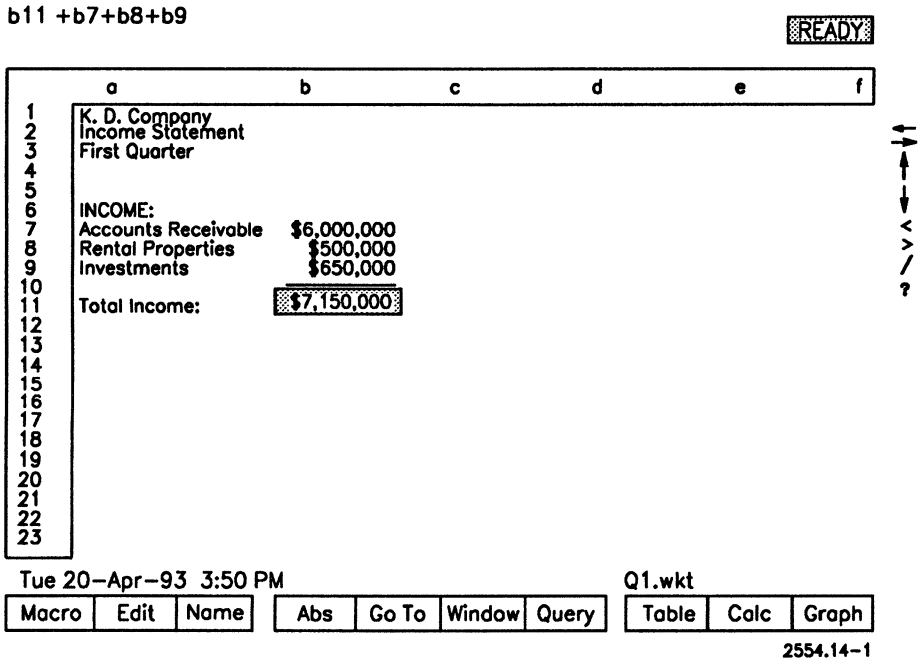 b11 +b7+b8+b9
READY
a b c d e f
1 K. D. Company
2 Income Statement
3 First Quarter
4
5
6 INCOME:
7 Accounts Receivable $6,000,000
8 Rental Properties $500,000
9 Investments $650,000
10
11 Total Income: $7,150,000
12
13
14
15
16
17
18
19
20
21
22
23
<
>
/
?
Tue 20-Apr-93 3:50 PM Q1.wkt
Macro Edit Name Abs Go To Window Query Table Calc Graph
2554.14-1